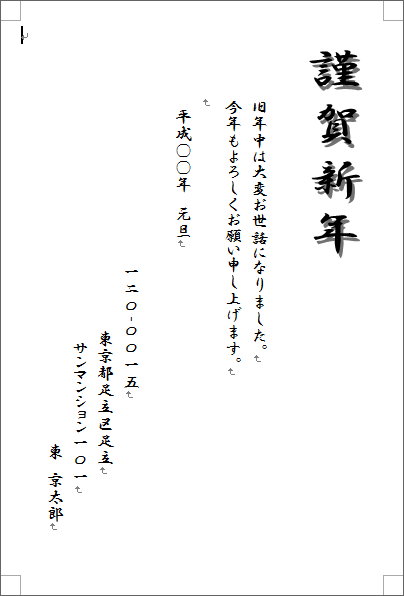 謹賀新年
旧年中は大変お世話になりました。
今年もよろしくお願い申し上げます。
平成〇〇年　元旦
一二〇-〇〇一五
東京都足立区足立
サンマンション一〇一
東　京太郎